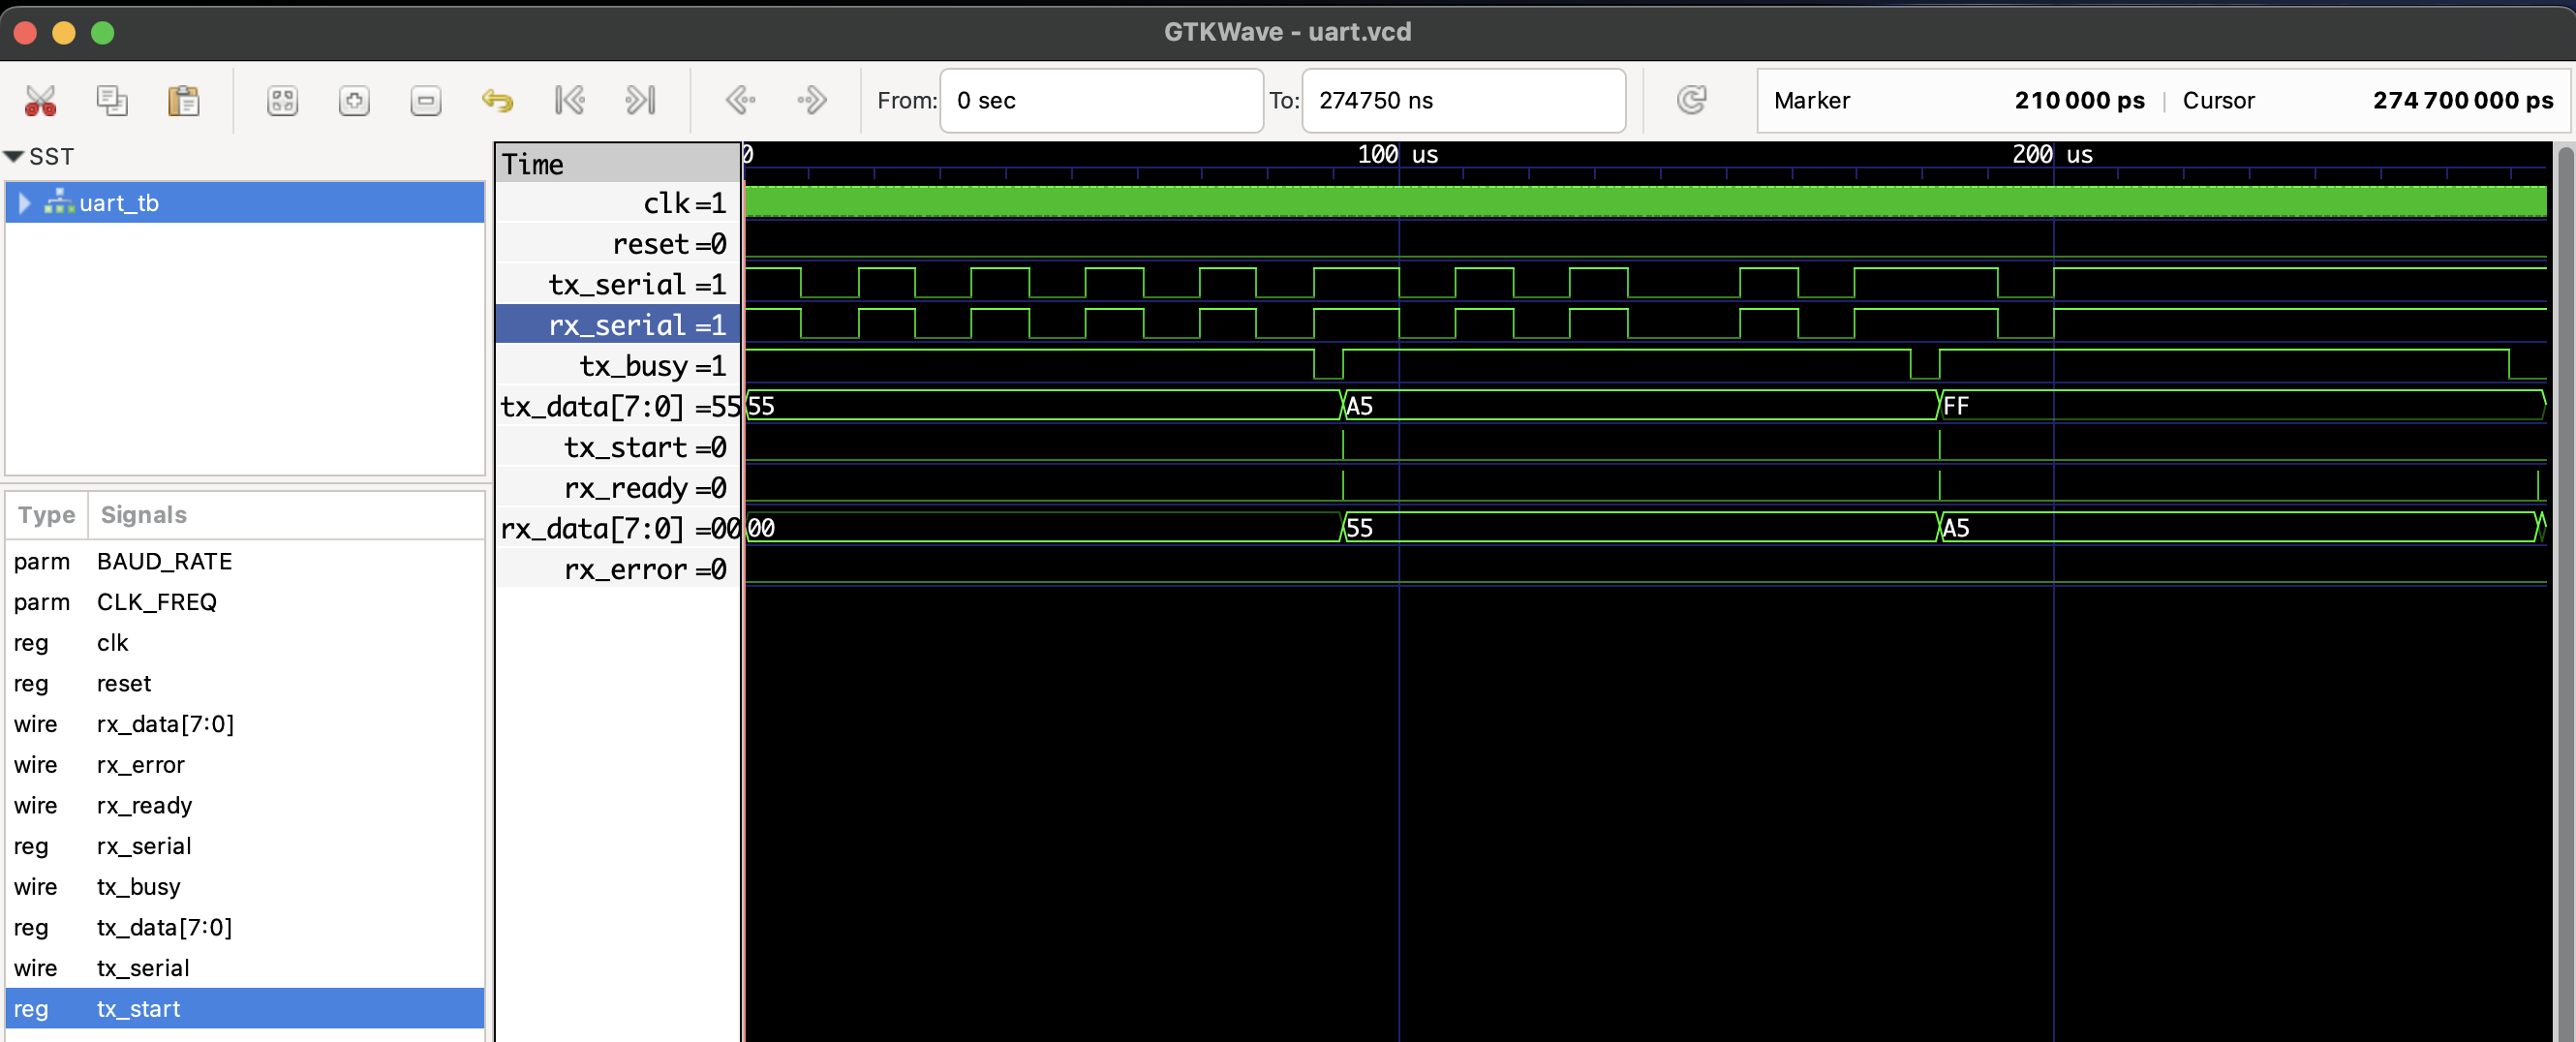 GTKWave - uart.vcd
From: 0 sec To: 274750 ns Marker 210 000 ps | Cursor 274 700 000 ps
SST
uart_tb
Type Signals
parm BAUD_RATE
parm CLK_FREQ
reg clk
reg reset
wire rx_data[7:0]
wire rx_error
wire rx_ready
reg rx_serial
wire tx_busy
reg tx_data[7:0]
wire tx_serial
reg tx_start
Time 0 100 us 200 us
clk =1
reset =0
tx_serial =1
rx_serial =1
tx_busy =1
tx_data[7:0] =55 55 A5 FF
tx_start =0
rx_ready =0
rx_data[7:0] =00 00 55 A5
rx_error =0